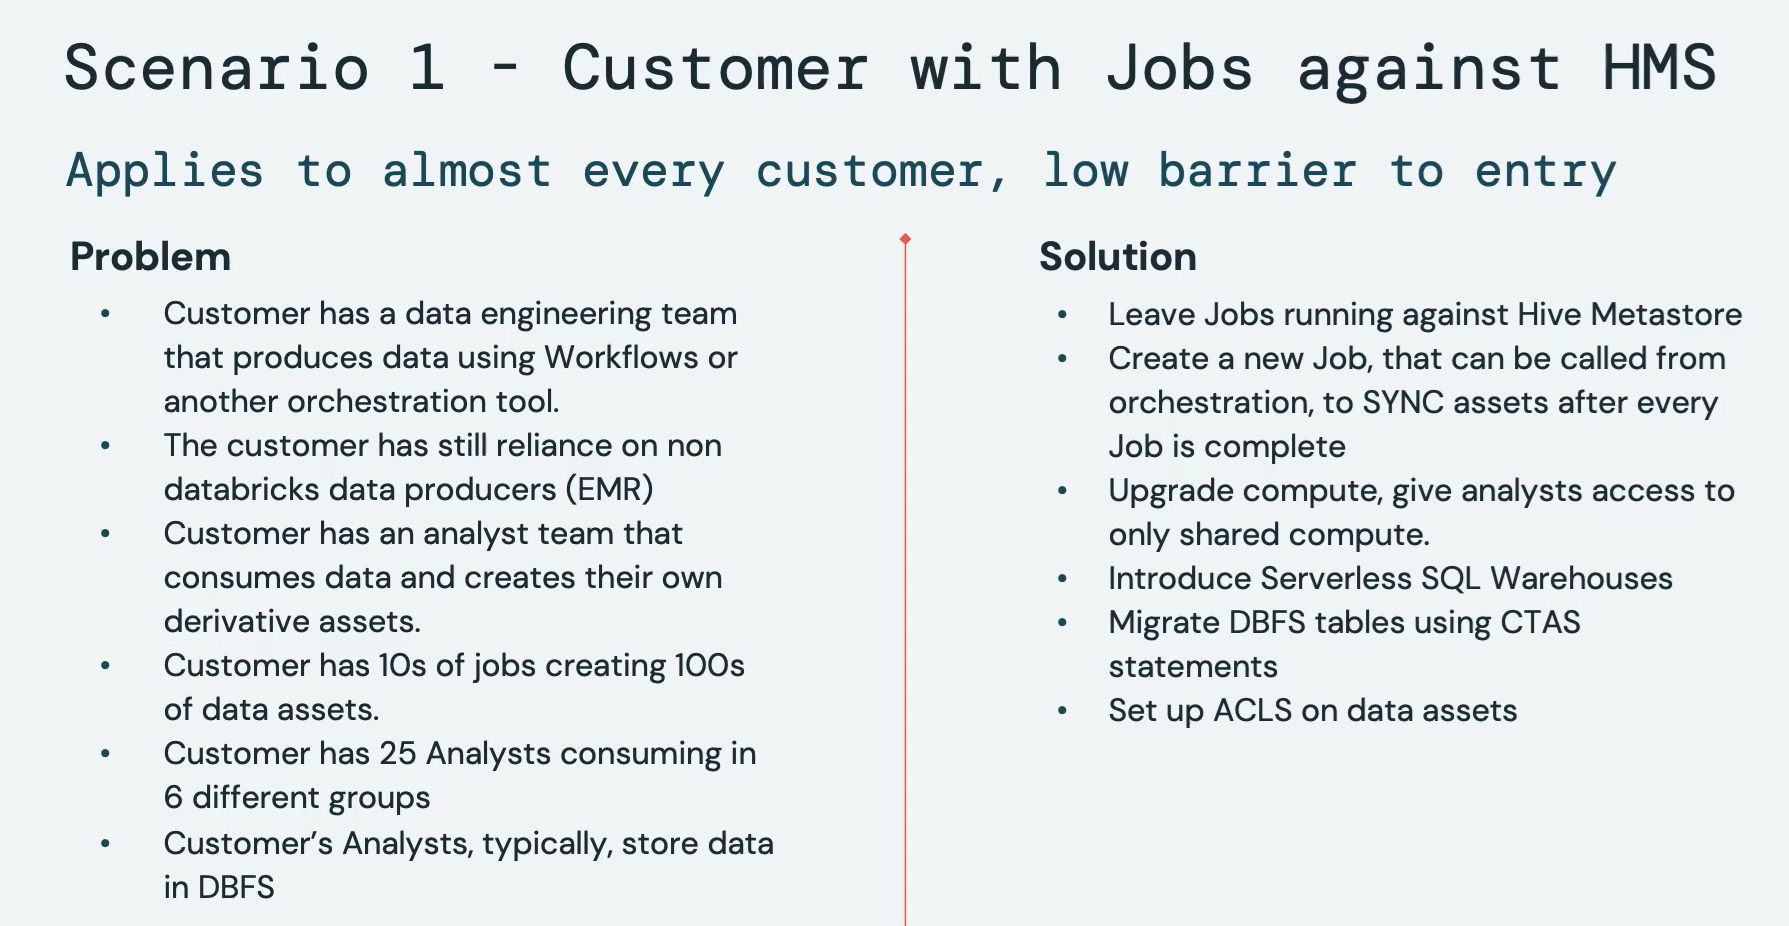 Scenario 1 - Customer with Jobs against HMS
Applies to almost every customer, low barrier to entry
Problem
• Customer has a data engineering team
that produces data using Workflows or
another orchestration tool.
• The customer has still reliance on non
databricks data producers (EMR)
• Customer has an analyst team that
consumes data and creates their own
derivative assets.
• Customer has 10s of jobs creating 100s
of data assets.
• Customer has 25 Analysts consuming in
6 different groups
• Customer’s Analysts, typically, store data
in DBFS
Solution
• Leave Jobs running against Hive Metastore
• Create a new Job, that can be called from
orchestration, to SYNC assets after every
Job is complete
• Upgrade compute, give analysts access to
only shared compute.
• Introduce Serverless SQL Warehouses
• Migrate DBFS tables using CTAS
statements
• Set up ACLS on data assets